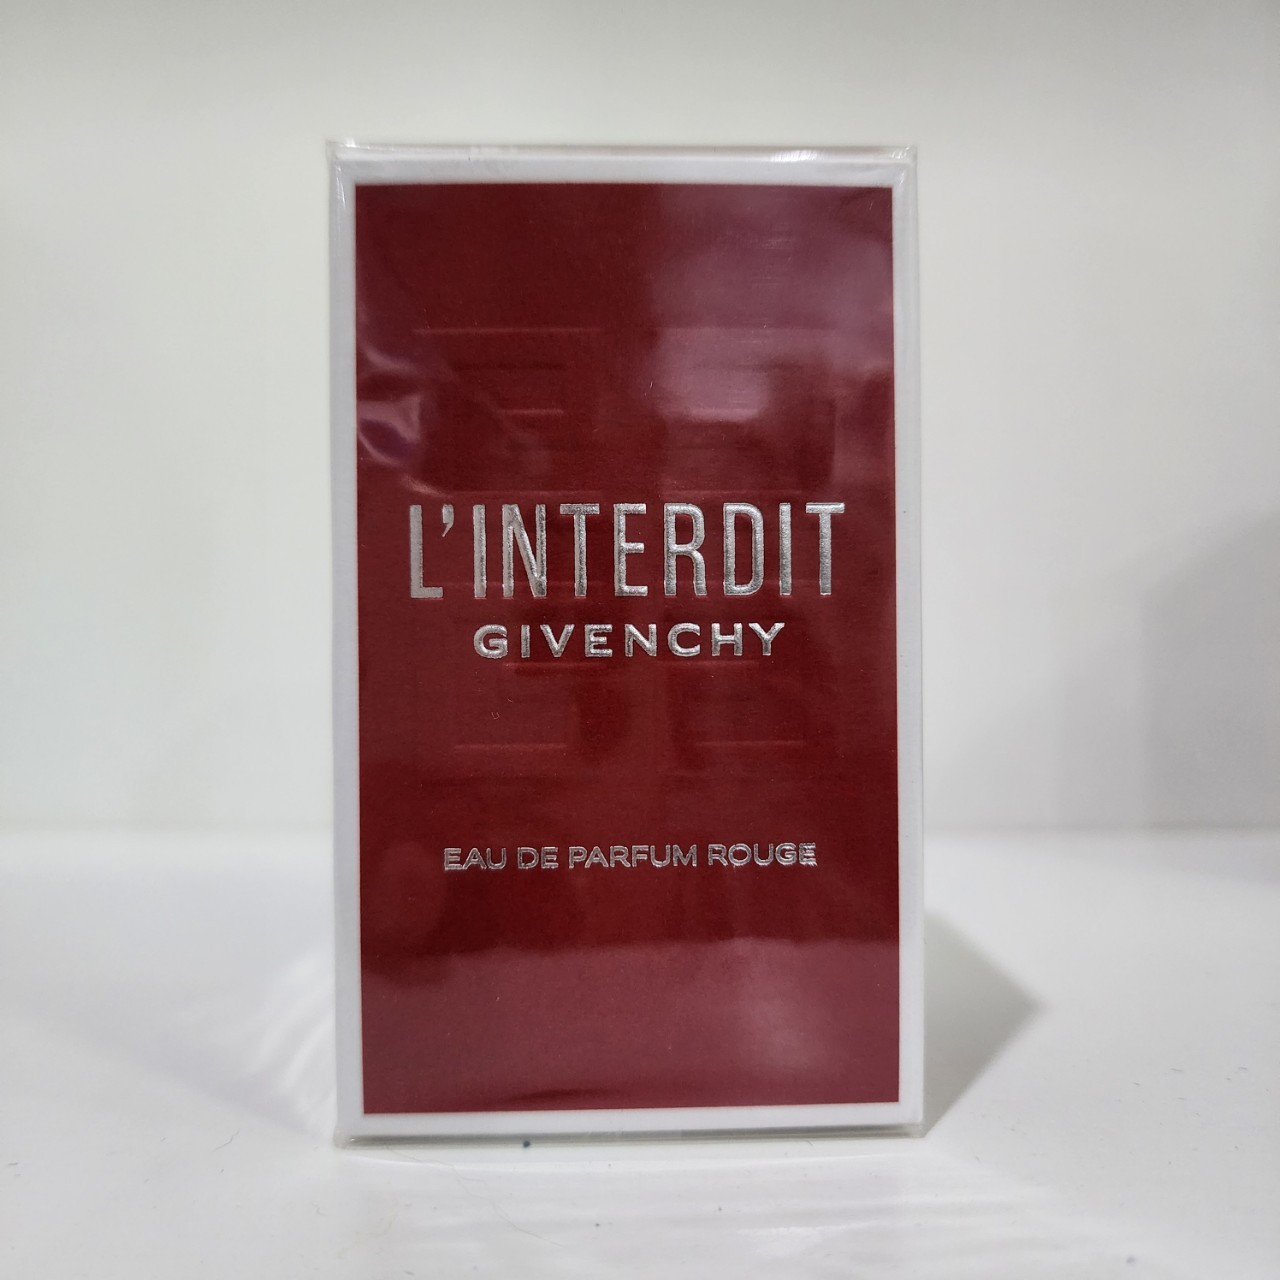 L'INTERDIT
GIVENCHY
EAU DE PARFUM ROUGE